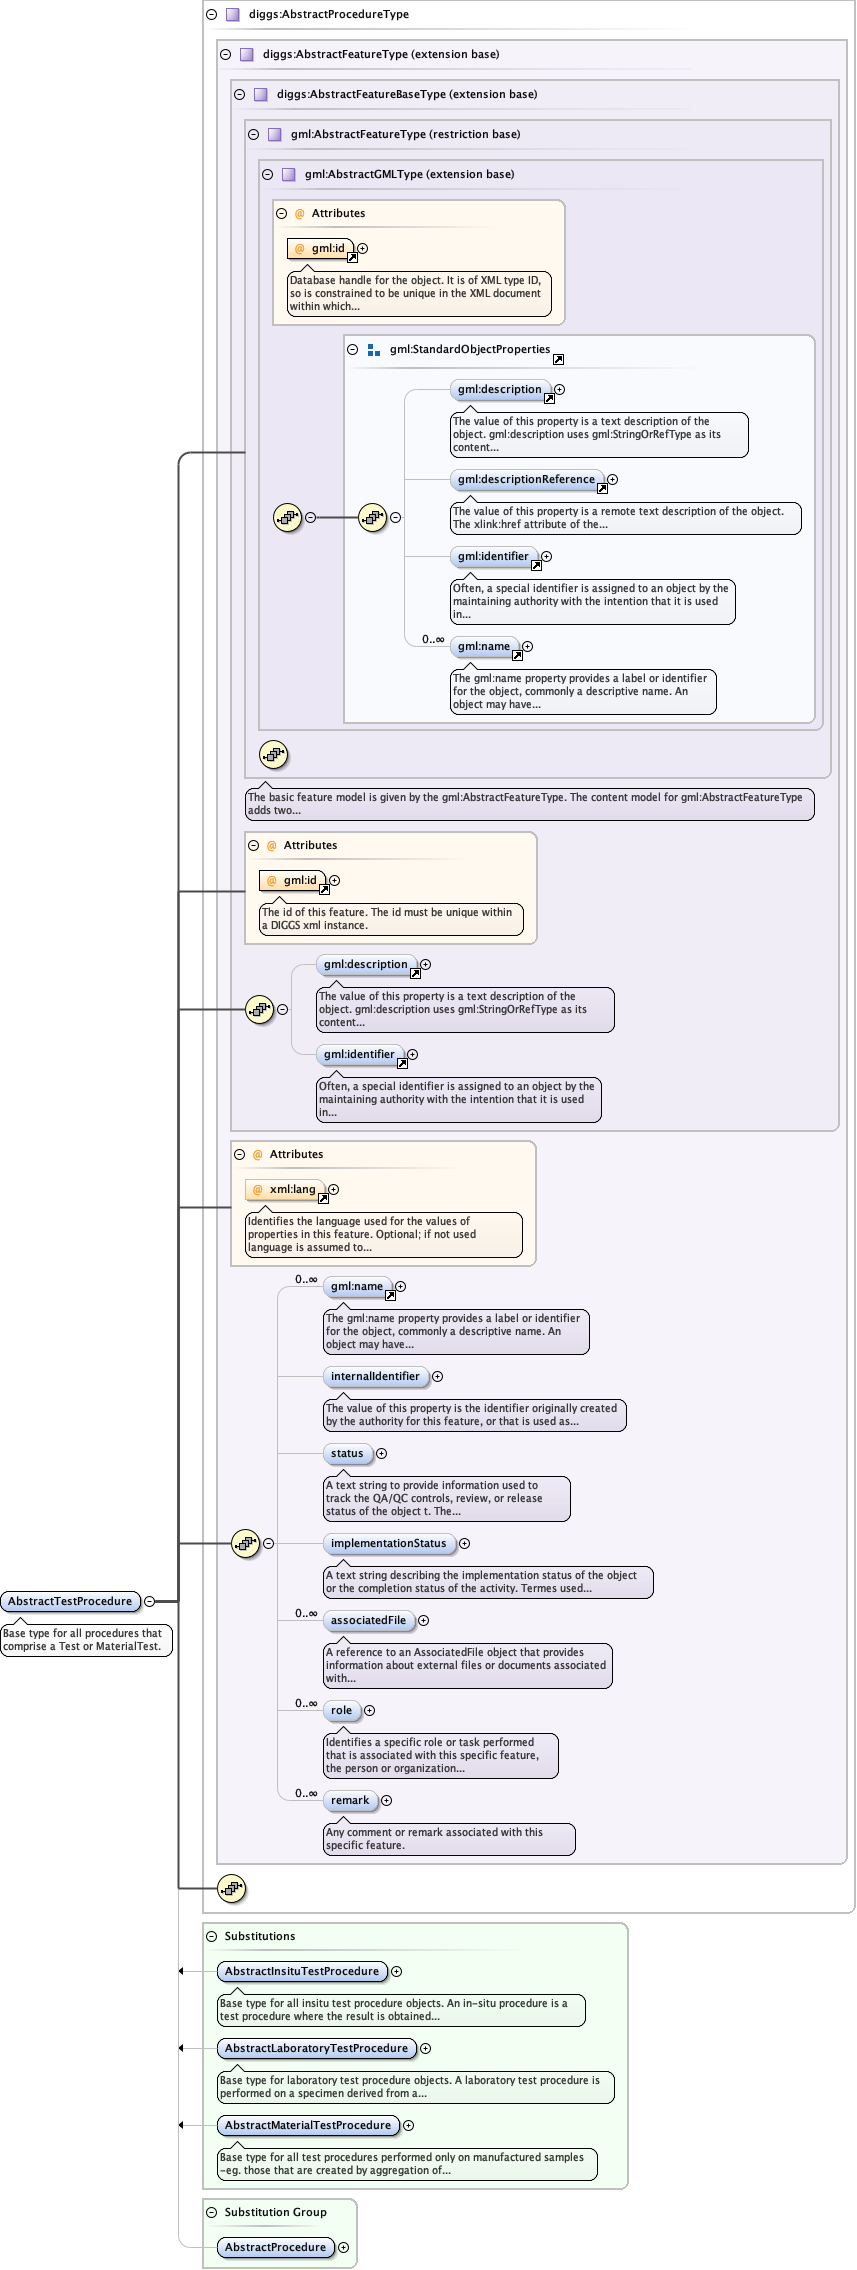 diggs:AbstractProcedureType
diggs:AbstractFeatureType (extension base)
diggs:AbstractFeatureBaseType (extension base)
gml:AbstractFeatureType (restriction base)
gml:AbstractGMLType (extension base)
@ Attributes
@ gml:id
Database handle for the object. It is of XML type ID,
so is constrained to be unique in the XML document
within which...
gml:StandardObjectProperties
gml:description
The value of this property is a text description of the
object. gml:description uses gml:StringOrRefType as its
content...
gml:descriptionReference
The value of this property is a remote text description of the object.
The xlink:href attribute of the...
gml:identifier
Often, a special identifier is assigned to an object by the
maintaining authority with the intention that it is used
in...
0..∞
gml:name
The gml:name property provides a label or identifier
for the object, commonly a descriptive name. An
object may have...
The basic feature model is given by the gml:AbstractFeatureType. The content model for gml:AbstractFeatureType
adds two...
@ Attributes
@ gml:id
The id of this feature. The id must be unique within
a DIGGS xml instance.
gml:description
The value of this property is a text description of the
object. gml:description uses gml:StringOrRefType as its
content...
gml:identifier
Often, a special identifier is assigned to an object by the
maintaining authority with the intention that it is used
in...
@ Attributes
@ xml:lang
Identifies the language used for the values of
properties in this feature. Optional; if not used
language is assumed to...
0..∞
gml:name
The gml:name property provides a label or identifier
for the object, commonly a descriptive name. An
object may have...
internalIdentifier
The value of this property is the identifier originally created
by the authority for this feature, or that is used as...
status
A text string to provide information used to
track the QA/QC controls, review, or release
status of the object t. The...
implementationStatus
A text string describing the implementation status of the object
or the completion status of the activity. Termes used...
AbstractTestProcedure
Base type for all procedures that
comprise a Test or MaterialTest.
0..∞
associatedFile
A reference to an AssociatedFile object that provides
information about external files or documents associated
with...
0..∞
role
Identifies a specific role or task performed
that is associated with this specific feature,
the person or organization...
0..∞
remark
Any comment or remark associated with this
specific feature.
Substitutions
AbstractInsituTestProcedure
Base type for all insitu test procedure objects. An in-situ procedure is a
test procedure where the result is obtained...
AbstractLaboratoryTestProcedure
Base type for laboratory test procedure objects. A laboratory test procedure is
performed on a specimen derived from a...
AbstractMaterialTestProcedure
Base type for all test procedures performed only on manufactured samples
-eg. those that are created by aggregation of...
Substitution Group
AbstractProcedure